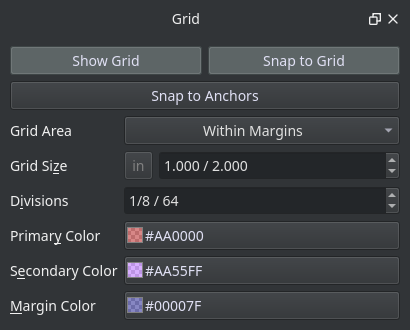 Grid
Show Grid Snap to Grid
Snap to Anchors
Grid Area Within Margins
Grid Size in 1.000 / 2.000
Divisions 1/8 / 64
Primary Color #AA0000
Secondary Color #AA55FF
Margin Color #00007F